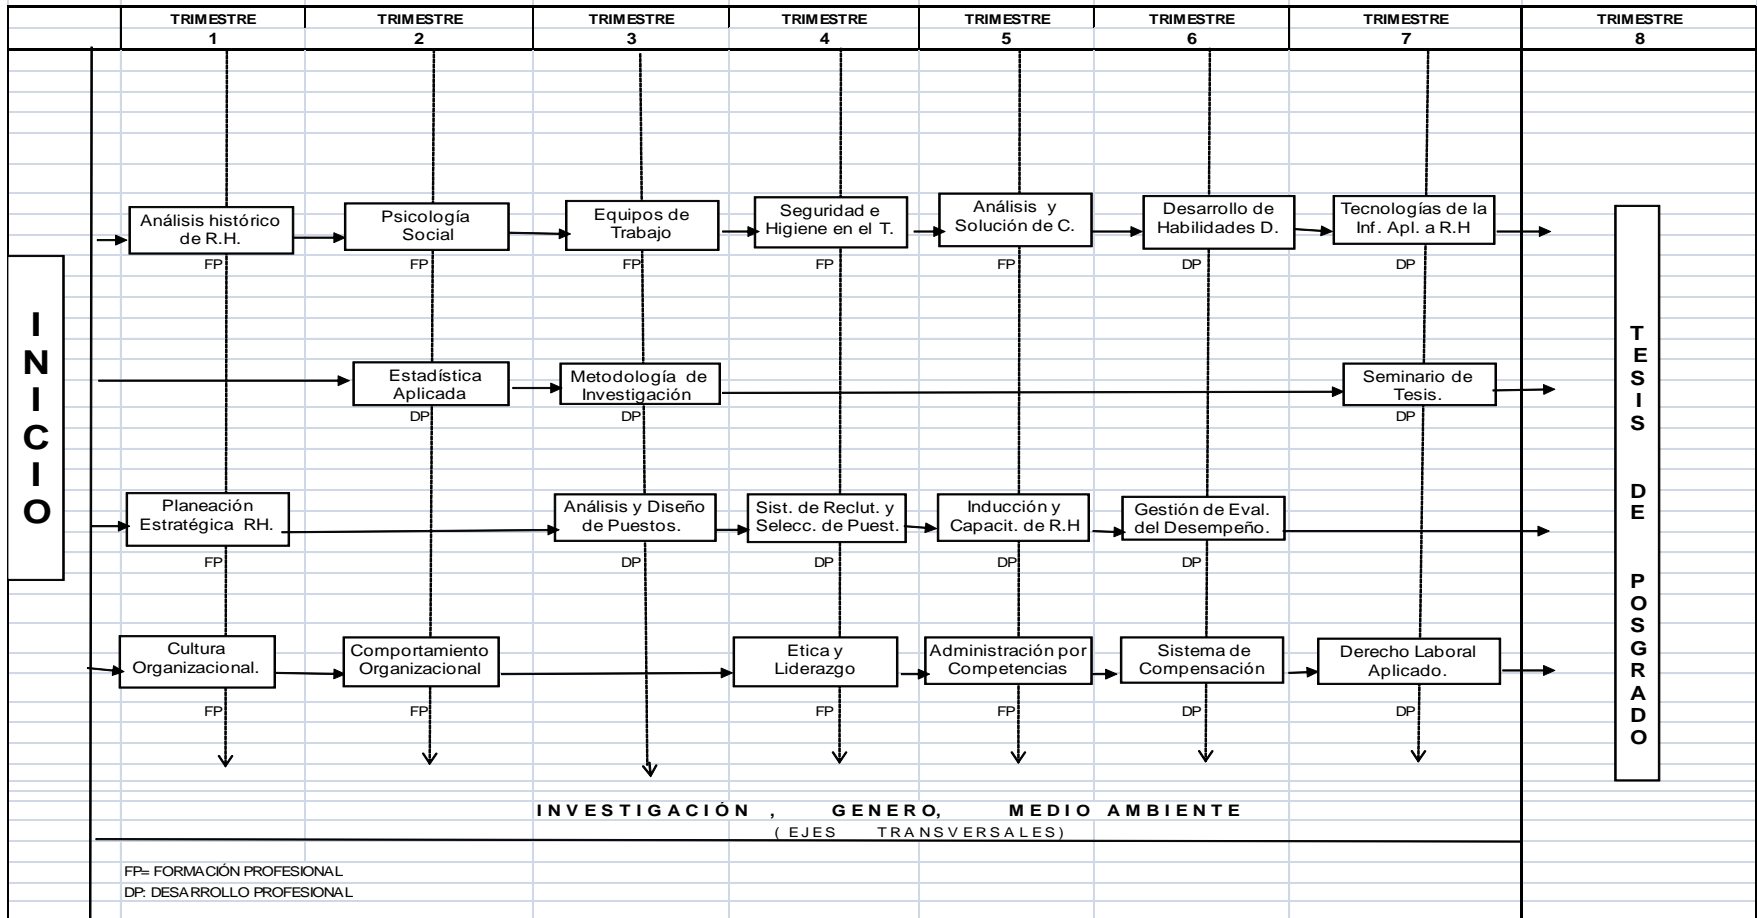 TRIMESTRE TRIMESTRE TRIMESTRE TRIMESTRE TRIMESTRE TRIMESTRE TRIMESTRE TRIMESTRE
1 2 3 4 5 6 7 8
INICIO
Análisis histórico
de R.H.
FP
Psicología
Social
FP
Equipos de
Trabajo
FP
Seguridad e
Higiene en el T.
FP
Análisis y
Solución de C.
FP
Desarrollo de
Habilidades D.
DP
Tecnologías de la
Inf. Apl. a R.H
DP
Estadística
Aplicada
DP
Metodología de
Investigación
DP
Seminario de
Tesis.
DP
Planeación
Estratégica RH.
FP
Análisis y Diseño
de Puestos.
DP
Sist. de Reclut. y
Selecc. de Puest.
DP
Inducción y
Capacit. de R.H
DP
Gestión de Eval.
del Desempeño.
DP
Cultura
Organizacional.
FP
Comportamiento
Organizacional
FP
Etica y
Liderazgo
FP
Administración por
Competencias
FP
Sistema de
Compensación
DP
Derecho Laboral
Aplicado.
DP
TESIS DE POSGRADO
INVESTIGACIÓN , GENERO, MEDIO AMBIENTE
( EJES TRANSVERSALES)
FP= FORMACIÓN PROFESIONAL
DP: DESARROLLO PROFESIONAL